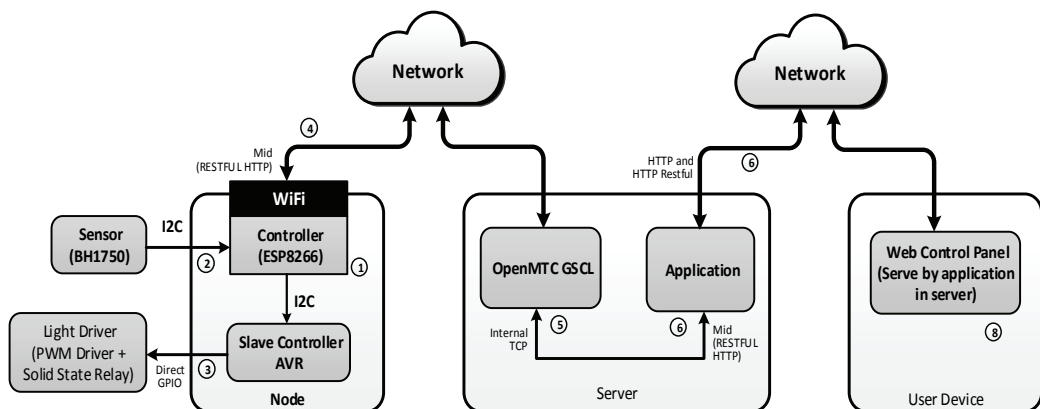 Network
Network
4
Mid
(RESTFUL HTTP)
HTTP and
HTTP Restful
6
WiFi
I2C
Sensor
(BH1750)
Controller
(ESP8266)
2
1
OpenMTC GSCL
Application
Web Control Panel
(Serve by application
in server)
I2C
Light Driver
(PWM Driver +
Solid State Relay)
Slave Controller
AVR
3
Direct
GPIO
Internal
TCP
5
6
Mid
(RESTFUL
HTTP)
8
Node
Server
User Device